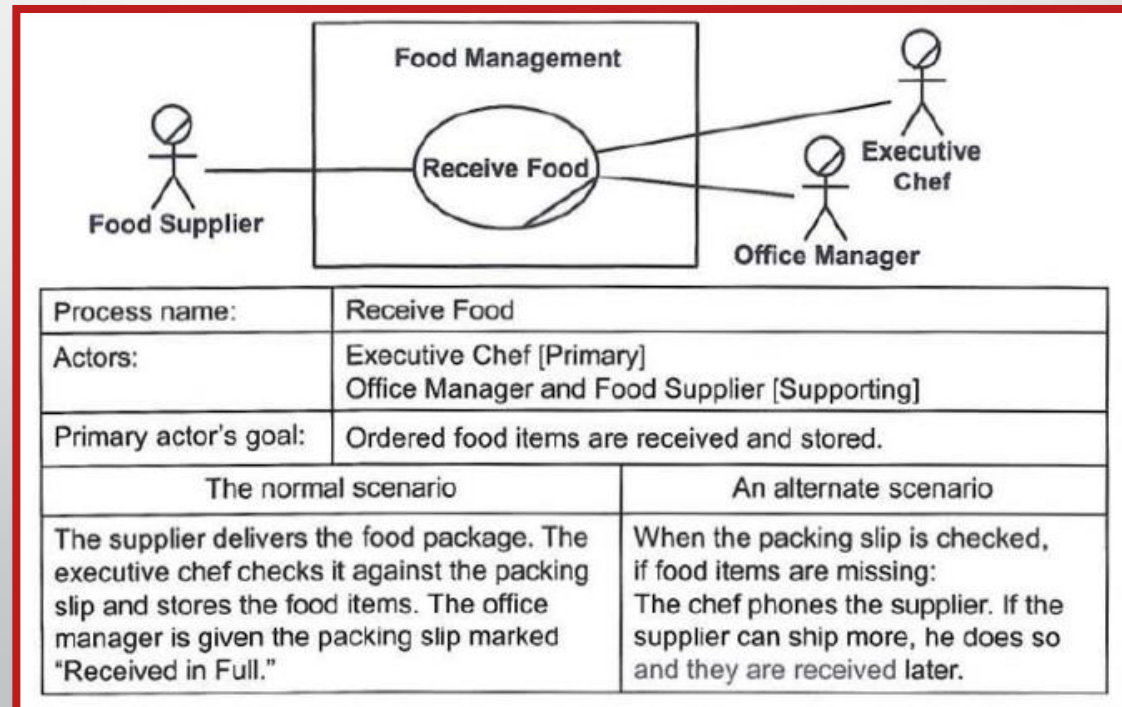 Food Management
Receive Food
Food Supplier
Executive
Chef
Office Manager
Process name:
Receive Food
Actors:
Executive Chef [Primary]
Office Manager and Food Supplier [Supporting]
Primary actor's goal:
Ordered food items are received and stored.
The normal scenario
An alternate scenario
The supplier delivers the food package. The
executive chef checks it against the packing
slip and stores the food items. The office
manager is given the packing slip marked
"Received in Full."
When the packing slip is checked,
if food items are missing:
The chef phones the supplier. If the
supplier can ship more, he does so
and they are received later.